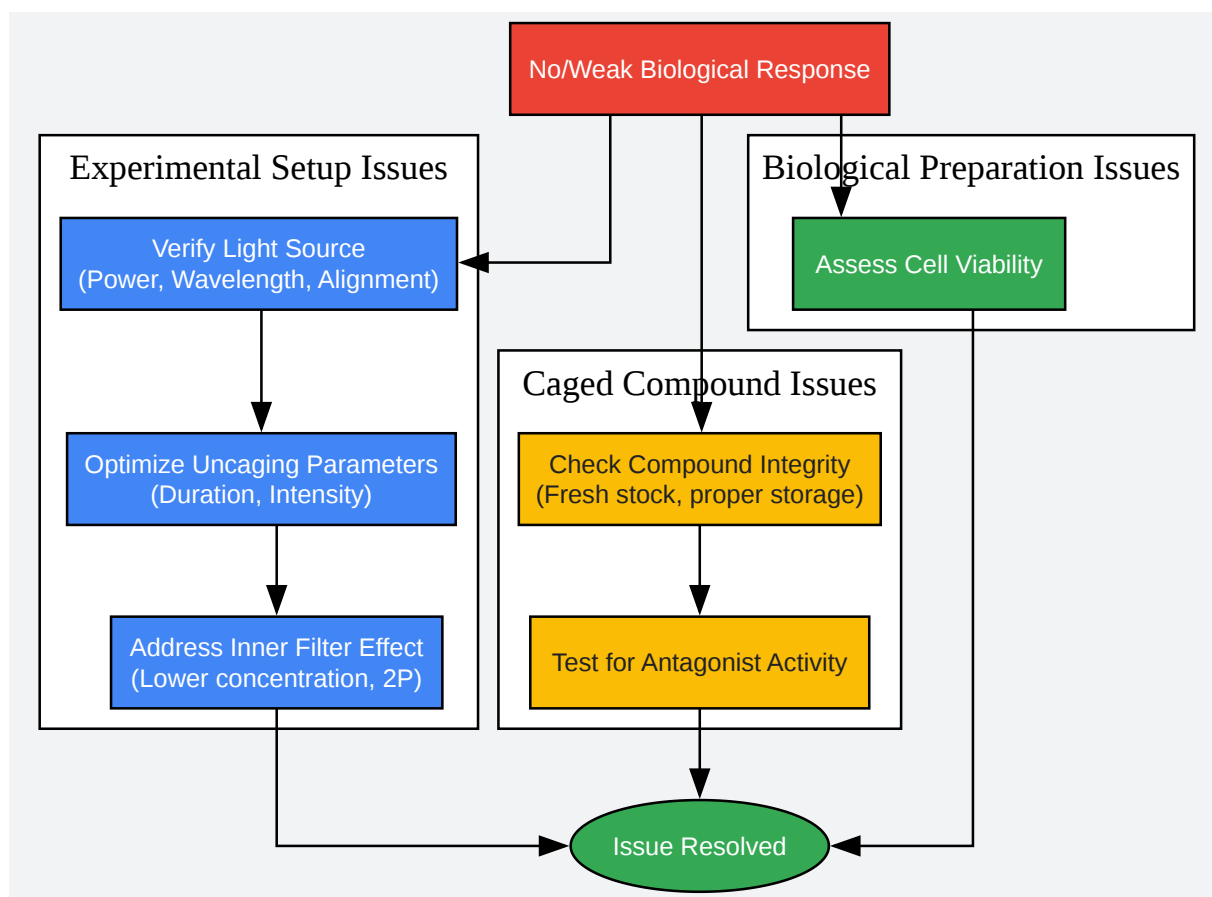 No/Weak Biological Response
Experimental Setup Issues
Verify Light Source
(Power, Wavelength, Alignment)
Optimize Uncaging Parameters
(Duration, Intensity)
Address Inner Filter Effect
(Lower concentration, 2P)
Caged Compound Issues
Check Compound Integrity
(Fresh stock, proper storage)
Test for Antagonist Activity
Biological Preparation Issues
Assess Cell Viability
Issue Resolved